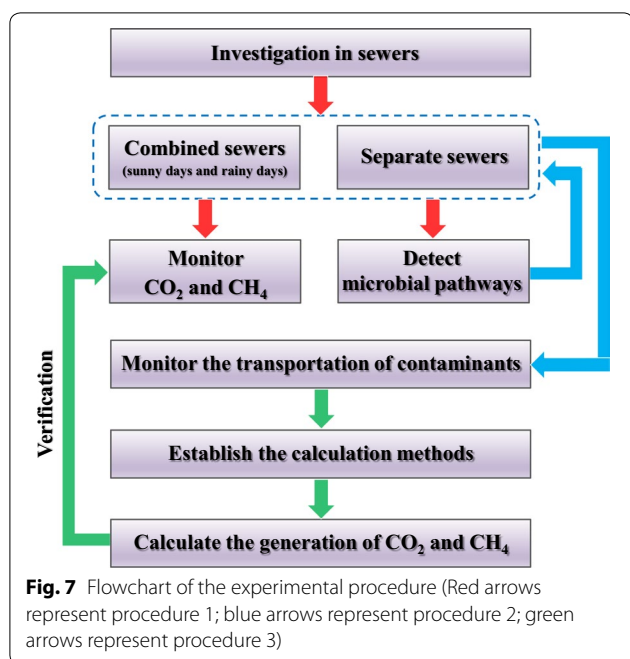 Investigation in sewers
Combined sewers
(sunny days and rainy days)
Separate sewers
Monitor
CO₂ and CH₄
Detect
microbial pathways
Monitor the transportation of contaminants
Verification
Establish the calculation methods
Calculate the generation of CO₂ and CH₄
Fig. 7 Flowchart of the experimental procedure (Red arrows
represent procedure 1; blue arrows represent procedure 2; green
arrows represent procedure 3)